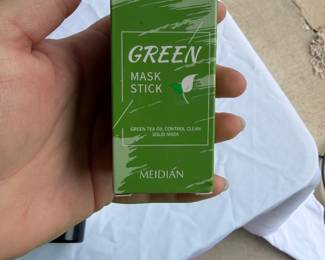 GREEN
MASK
STICK
GREEN TEA OIL CONTROL CLEAN
SOLID MASK
MEIDIÁN